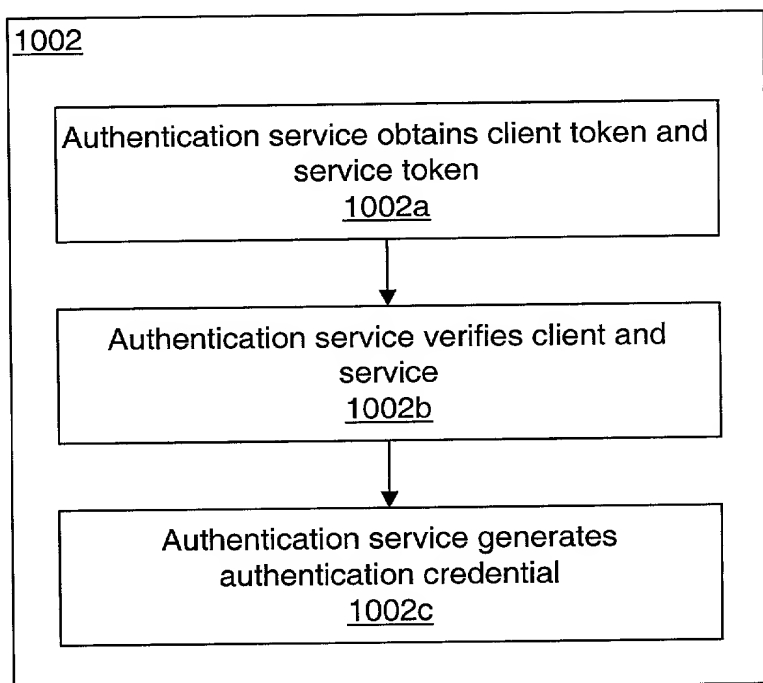 1002
Authentication service obtains client token and
service token
1002a
Authentication service verifies client and
service
1002b
Authentication service generates
authentication credential
1002c